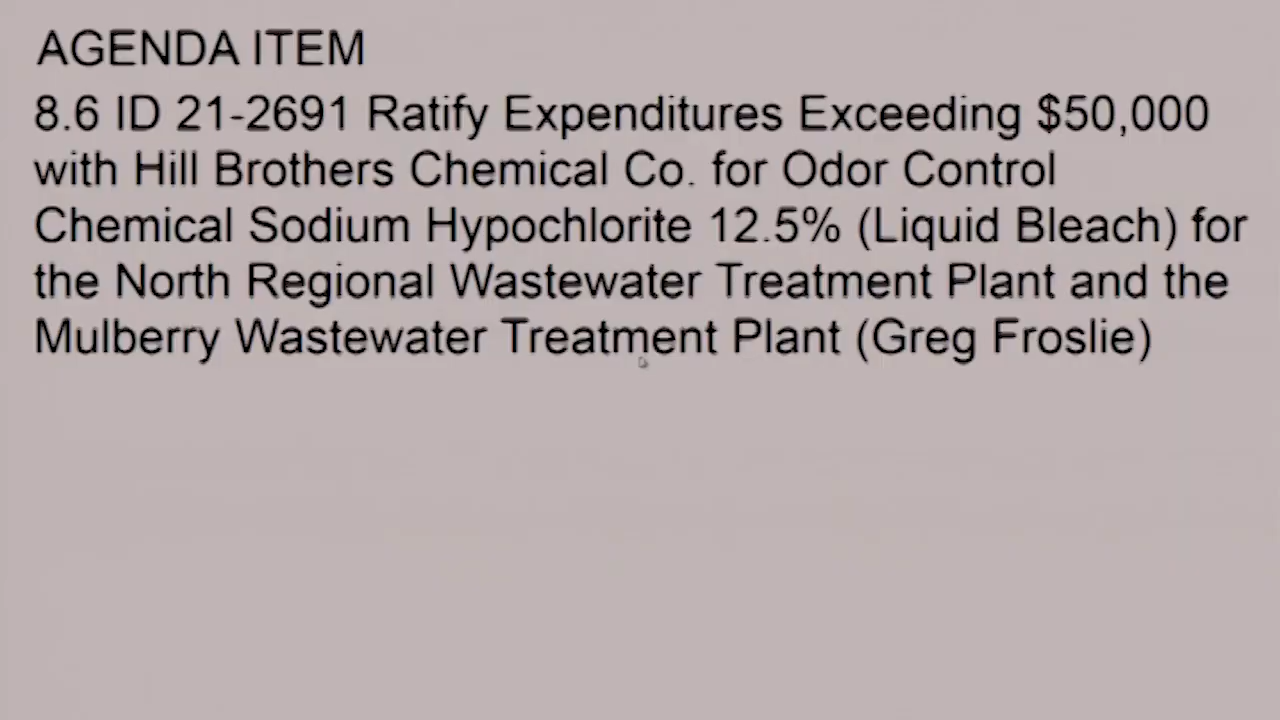 AGENDA ITEM
8.6 ID 21-2691 Ratify Expenditures Exceeding $50,000
with Hill Brothers Chemical Co. for Odor Control
Chemical Sodium Hypochlorite 12.5% (Liquid Bleach) for
the North Regional Wastewater Treatment Plant and the
Mulberry Wastewater Treatment Plant (Greg Froslie)